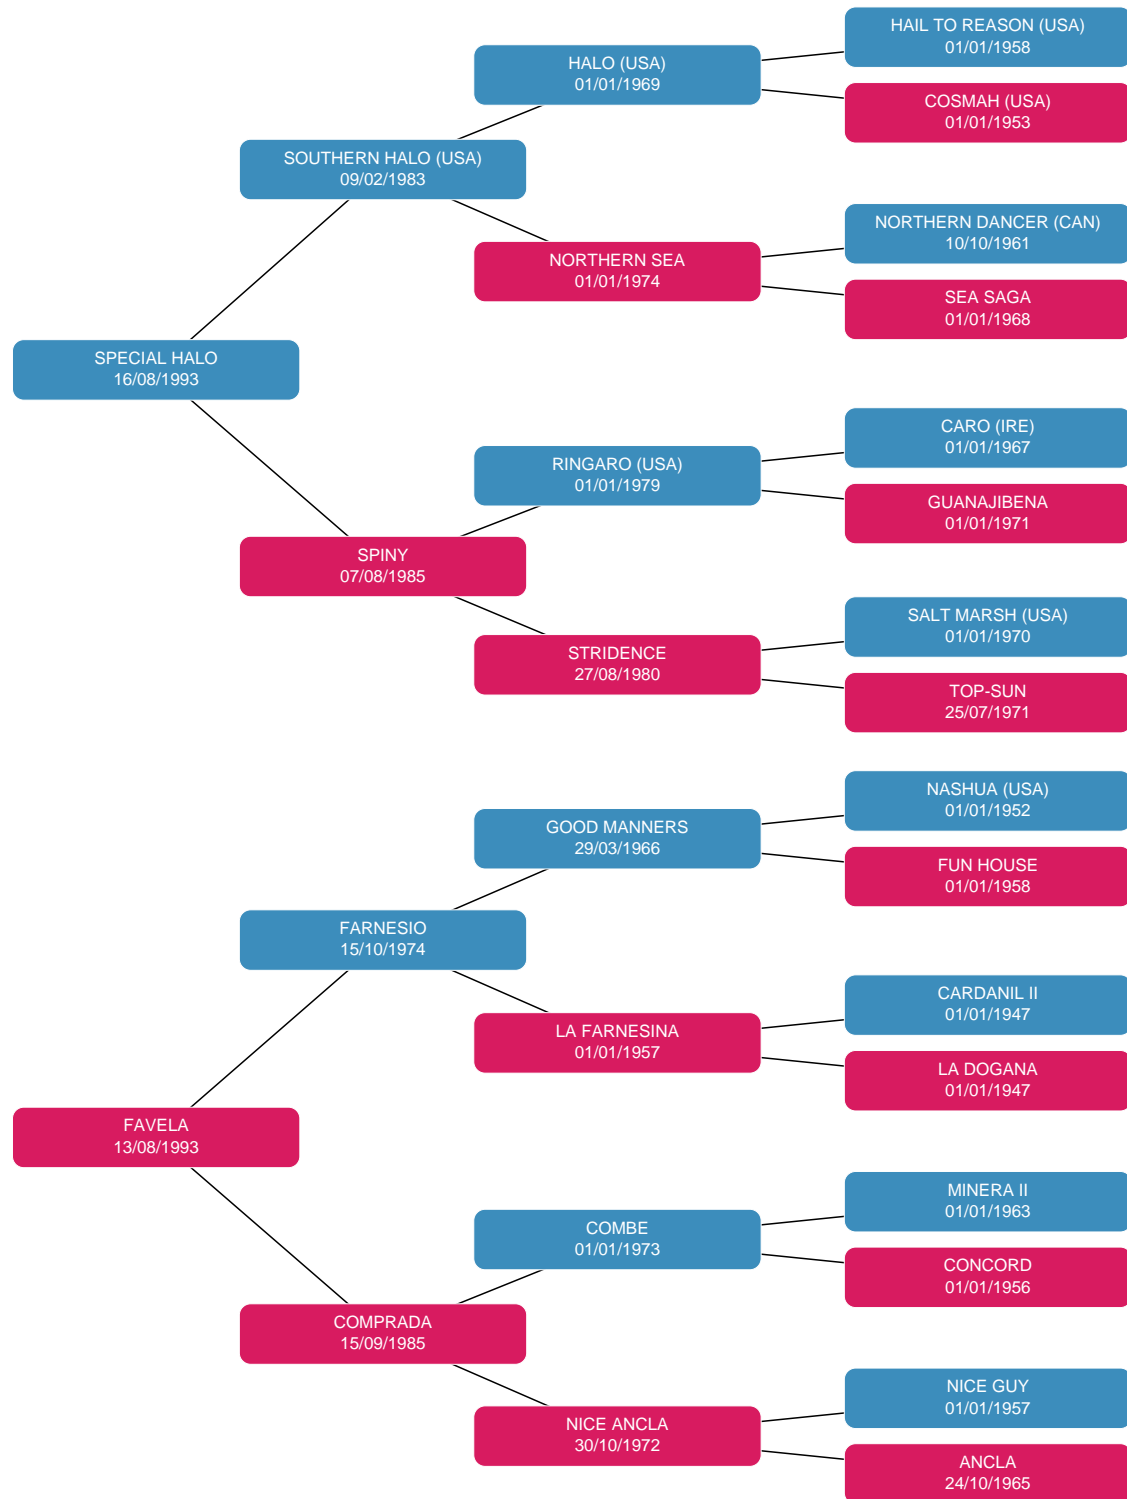 HAIL TO REASON (USA)
01/01/1958
HALO (USA)
01/01/1969
COSMAH (USA)
01/01/1953
SOUTHERN HALO (USA)
09/02/1983
NORTHERN DANCER (CAN)
10/10/1961
NORTHERN SEA
01/01/1974
SEA SAGA
01/01/1968
SPECIAL HALO
16/08/1993
CARO (IRE)
01/01/1967
RINGARO (USA)
01/01/1979
GUANAJIBENA
01/01/1971
SPINY
07/08/1985
SALT MARSH (USA)
01/01/1970
STRIDENCE
27/08/1980
TOP-SUN
25/07/1971
NASHUA (USA)
01/01/1952
GOOD MANNERS
29/03/1966
FUN HOUSE
01/01/1958
FARNESIO
15/10/1974
CARDANIL II
01/01/1947
LA FARNESINA
01/01/1957
LA DOGANA
01/01/1947
FAVELA
13/08/1993
MINERA II
01/01/1963
COMBE
01/01/1973
CONCORD
01/01/1956
COMPRADA
15/09/1985
NICE GUY
01/01/1957
NICE ANCLA
30/10/1972
ANCLA
24/10/1965